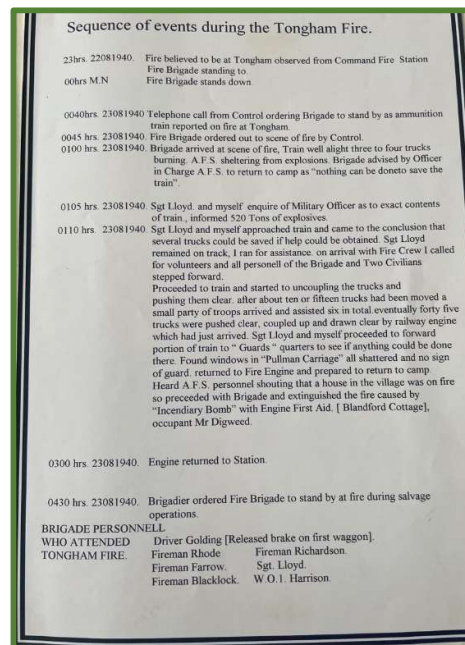 Sequence of events during the Tongham Fire.
23hrs. 22081940. Fire believed to be at Tongham observed from Command Fire Station
Fire Brigade standing to.
00hrs M.N Fire Brigade stands down.
0040hrs. 23081940 Telephone call from Control ordering Brigade to stand by as ammunition
train reported on fire at Tongham.
0045 hrs. 23081940. Fire Brigade ordered out to scene of fire by Control.
0100 hrs. 23081940. Brigade arrived at scene of fire, Train well alight three to four trucks
burning. A.F.S. sheltering from explosions. Brigade advised by Officer
in Charge A.F.S. to return to camp as "nothing can be doneto save the
train".
0105 hrs. 23081940. Sgt Lloyd. and myself enquire of Military Officer as to exact contents
of train , informed 520 Tons of explosives.
0110 hrs. 23081940. Sgt Lloyd and myself approached train and came to the conclusion that
several trucks could be saved if help could be obtained. Sgt Lloyd
remained on track, I ran for assistance. on arrival with Fire Crew I called
for volunteers and all personell of the Brigade and Two Civilians
stepped forward.
Proceeded to train and started to uncoupling the trucks and
pushing them clear. after about ten or fifteen trucks had been moved a
small party of troops arrived and assisted six in total. eventually forty five
trucks were pushed clear, coupled up and drawn clear by railway engine
which had just arrived. Sgt Lloyd and myself proceeded to forward
portion of train to " Guards " quarters to see if anything could be done
there. Found windows in "Pullman Carriage" all shattered and no sign
of guard. returned to Fire Engine and prepared to return to camp.
Heard A.F.S. personnel shouting that a house in the village was on fire
so preceeded with Brigade and extinguished the fire caused by
"Incendiary Bomb" with Engine First Aid. [ Blandford Cottage],
occupant Mr Digweed.
0300 hrs. 23081940. Engine returned to Station.
0430 hrs. 23081940. Brigadier ordered Fire Brigade to stand by at fire during salvage
operations.
BRIGADE PERSONNELL
WHO ATTENDED Driver Golding [Released brake on first waggon].
TONGHAM FIRE. Fireman Rhode Fireman Richardson.
Fireman Farrow. Sgt. Lloyd.
Fireman Blacklock. W.O.1. Harrison.